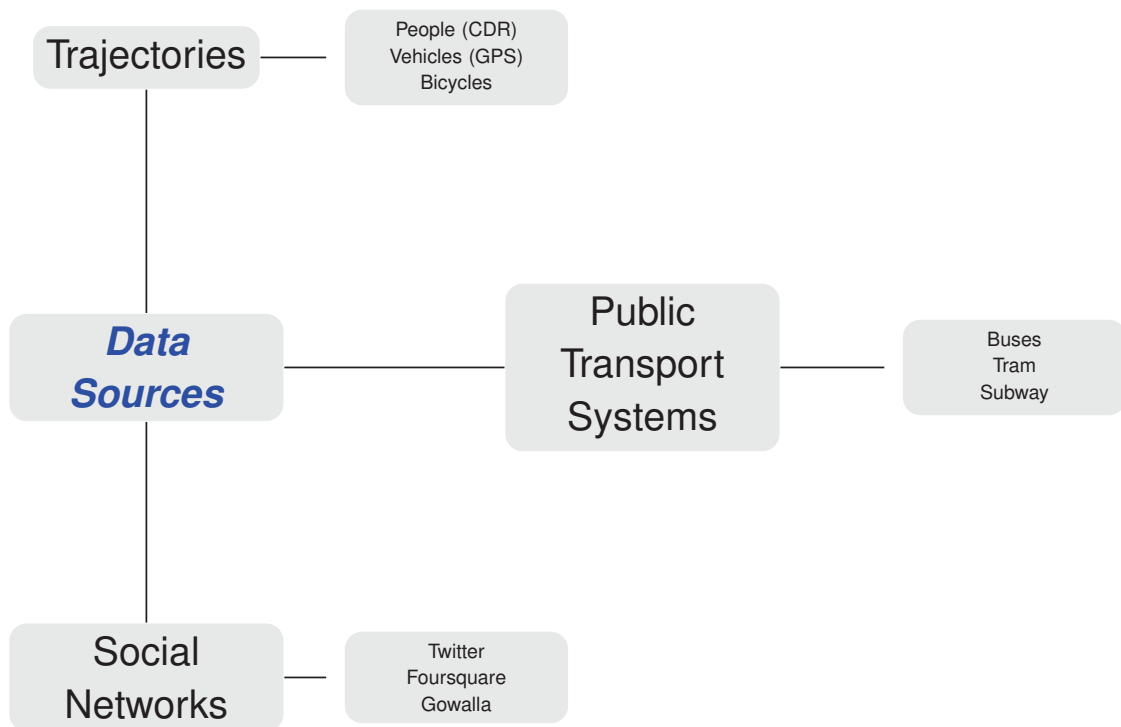 Trajectories
People (CDR)
Vehicles (GPS)
Bicycles
Data
Sources
Public
Transport
Systems
Buses
Tram
Subway
Social
Networks
Twitter
Foursquare
Gowalla